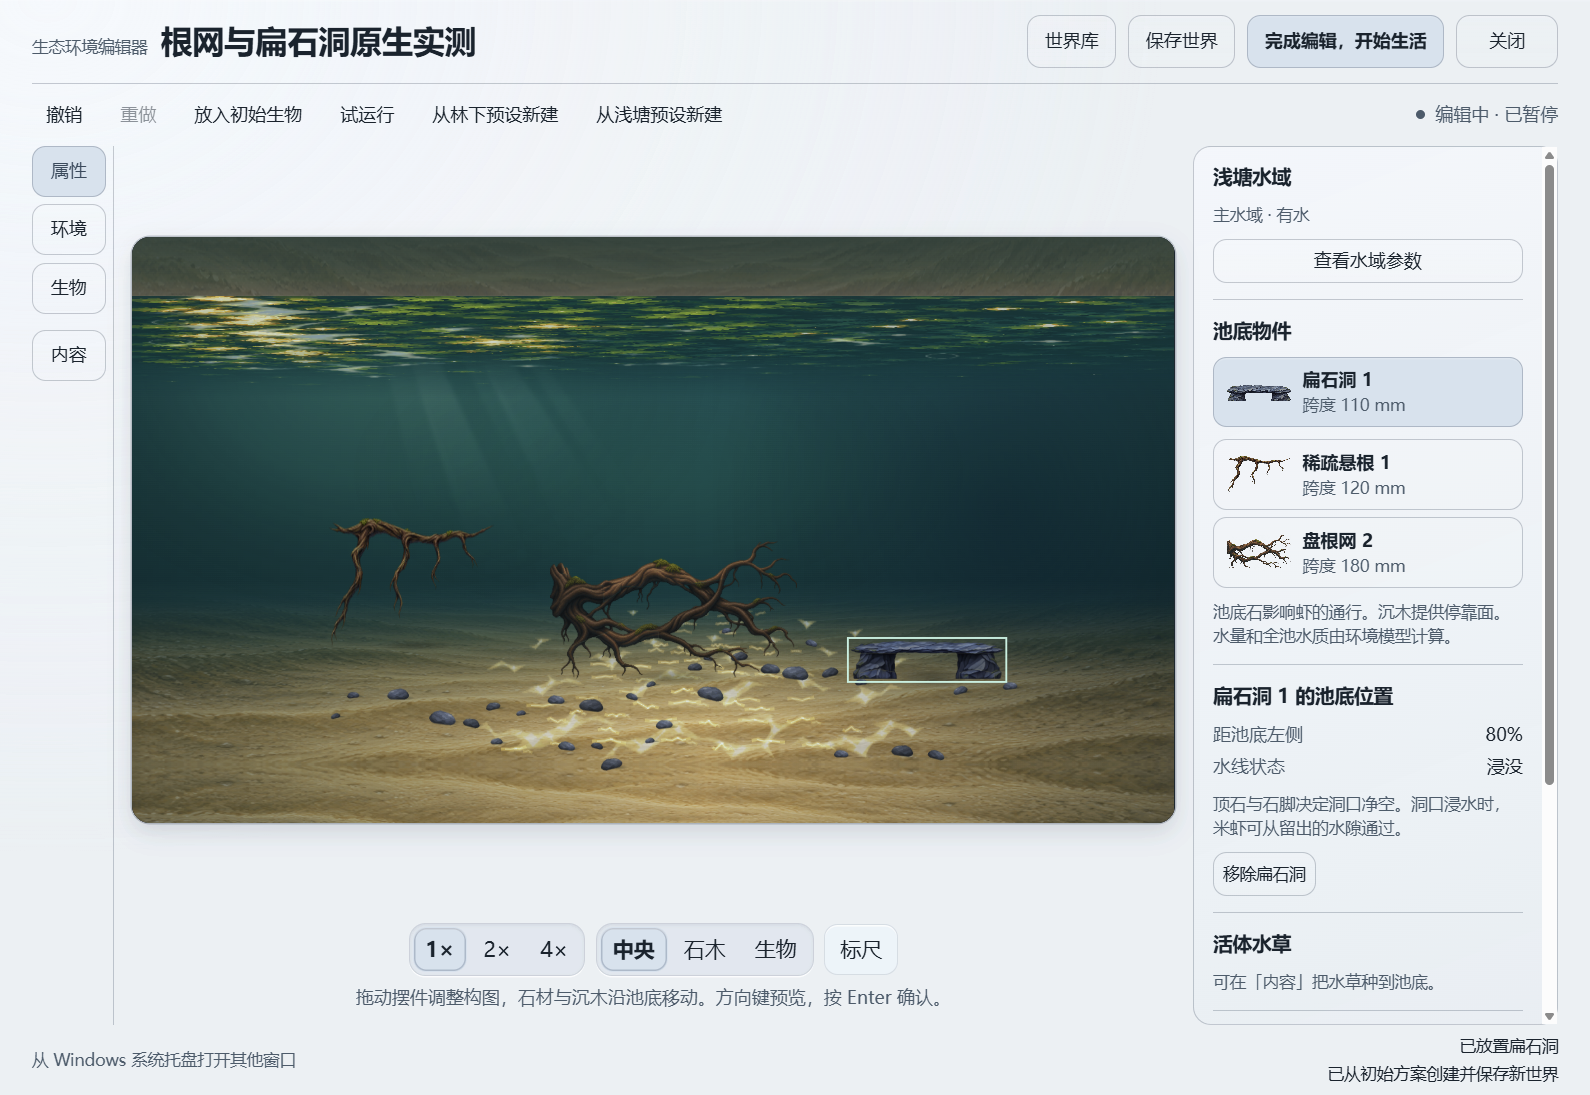 生态环境编辑器
根网与扁石洞原生实测
世界库
保存世界
完成编辑，开始生活
关闭
撤销
重做
放入初始生物
试运行
从林下预设新建
从浅塘预设新建
编辑中 · 已暂停
属性
环境
生物
内容
浅塘水域
主水域 · 有水
查看水域参数
池底物件
扁石洞 1
跨度 110 mm
稀疏悬根 1
跨度 120 mm
盘根网 2
跨度 180 mm
池底石影响虾的通行。沉木提供停靠面。
水量和全池水质由环境模型计算。
扁石洞 1 的池底位置
距池底左侧 80%
水线状态 浸没
顶石与石脚决定洞口净空。洞口浸水时，
米虾可从留出的水隙通过。
移除扁石洞
活体水草
可在「内容」把水草种到池底。
1× 2× 4×
中央 石木 生物
标尺
拖动摆件调整构图，石材与沉木沿池底移动。方向键预览，按 Enter 确认。
从 Windows 系统托盘打开其他窗口
已放置扁石洞
已从初始方案创建并保存新世界